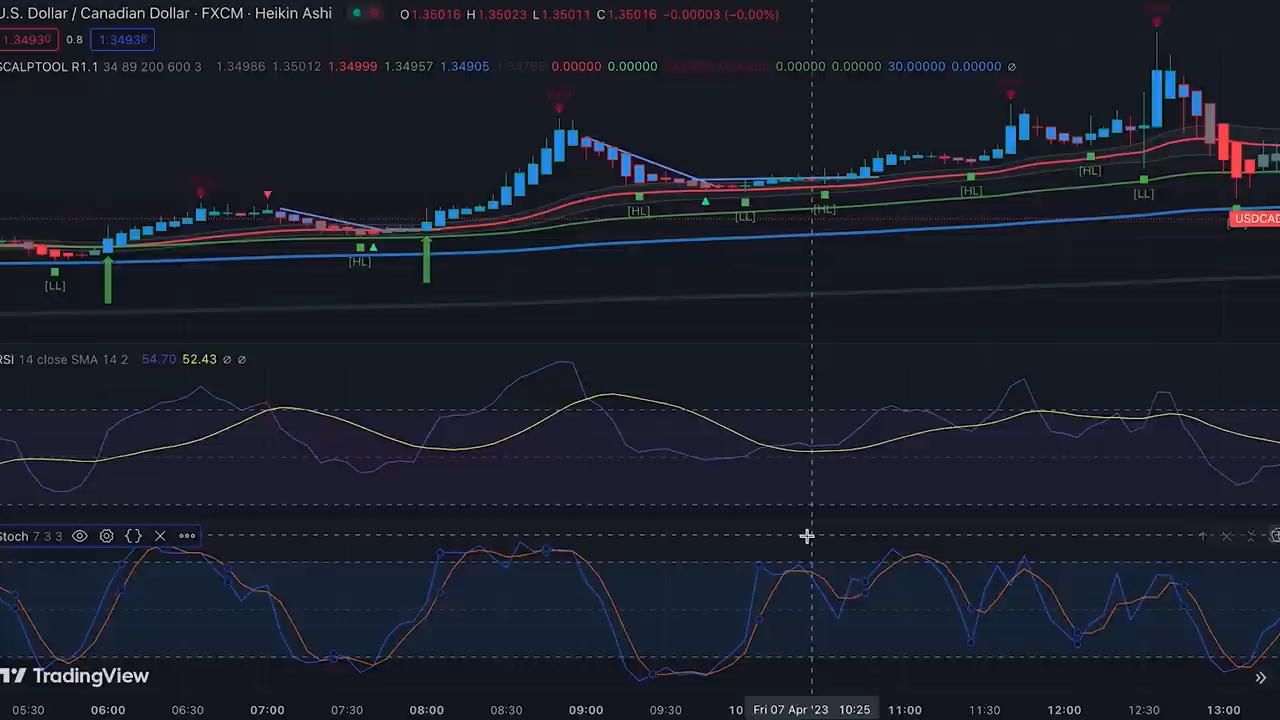 U.S. Dollar / Canadian Dollar · FXCM · Heikin Ashi O1.35016 H1.35023 L1.35011 C1.35016 −0.00003 (−0.00%)
1.34930 0.8 1.34938
SCALPTOOL R1.1 34 89 200 600 3 1.34986 1.35012 1.34999 1.34957 1.34905 0.00000 0.00000 0.00000 0.00000 30.00000 0.00000 ∅
[HL]
[HL]
[HL]
[LL]
[HL]
[LL]
[HL]
USDCAD
[HL]
[LL]
RSI 14 close SMA 14 2 54.70 52.43 ∅ ∅
Stoch 7 3 3
TradingView
05:30 06:00 06:30 07:00 07:30 08:00 08:30 09:00 09:30 10 Fri 07 Apr '23 10:25 11:00 11:30 12:00 12:30 13:00